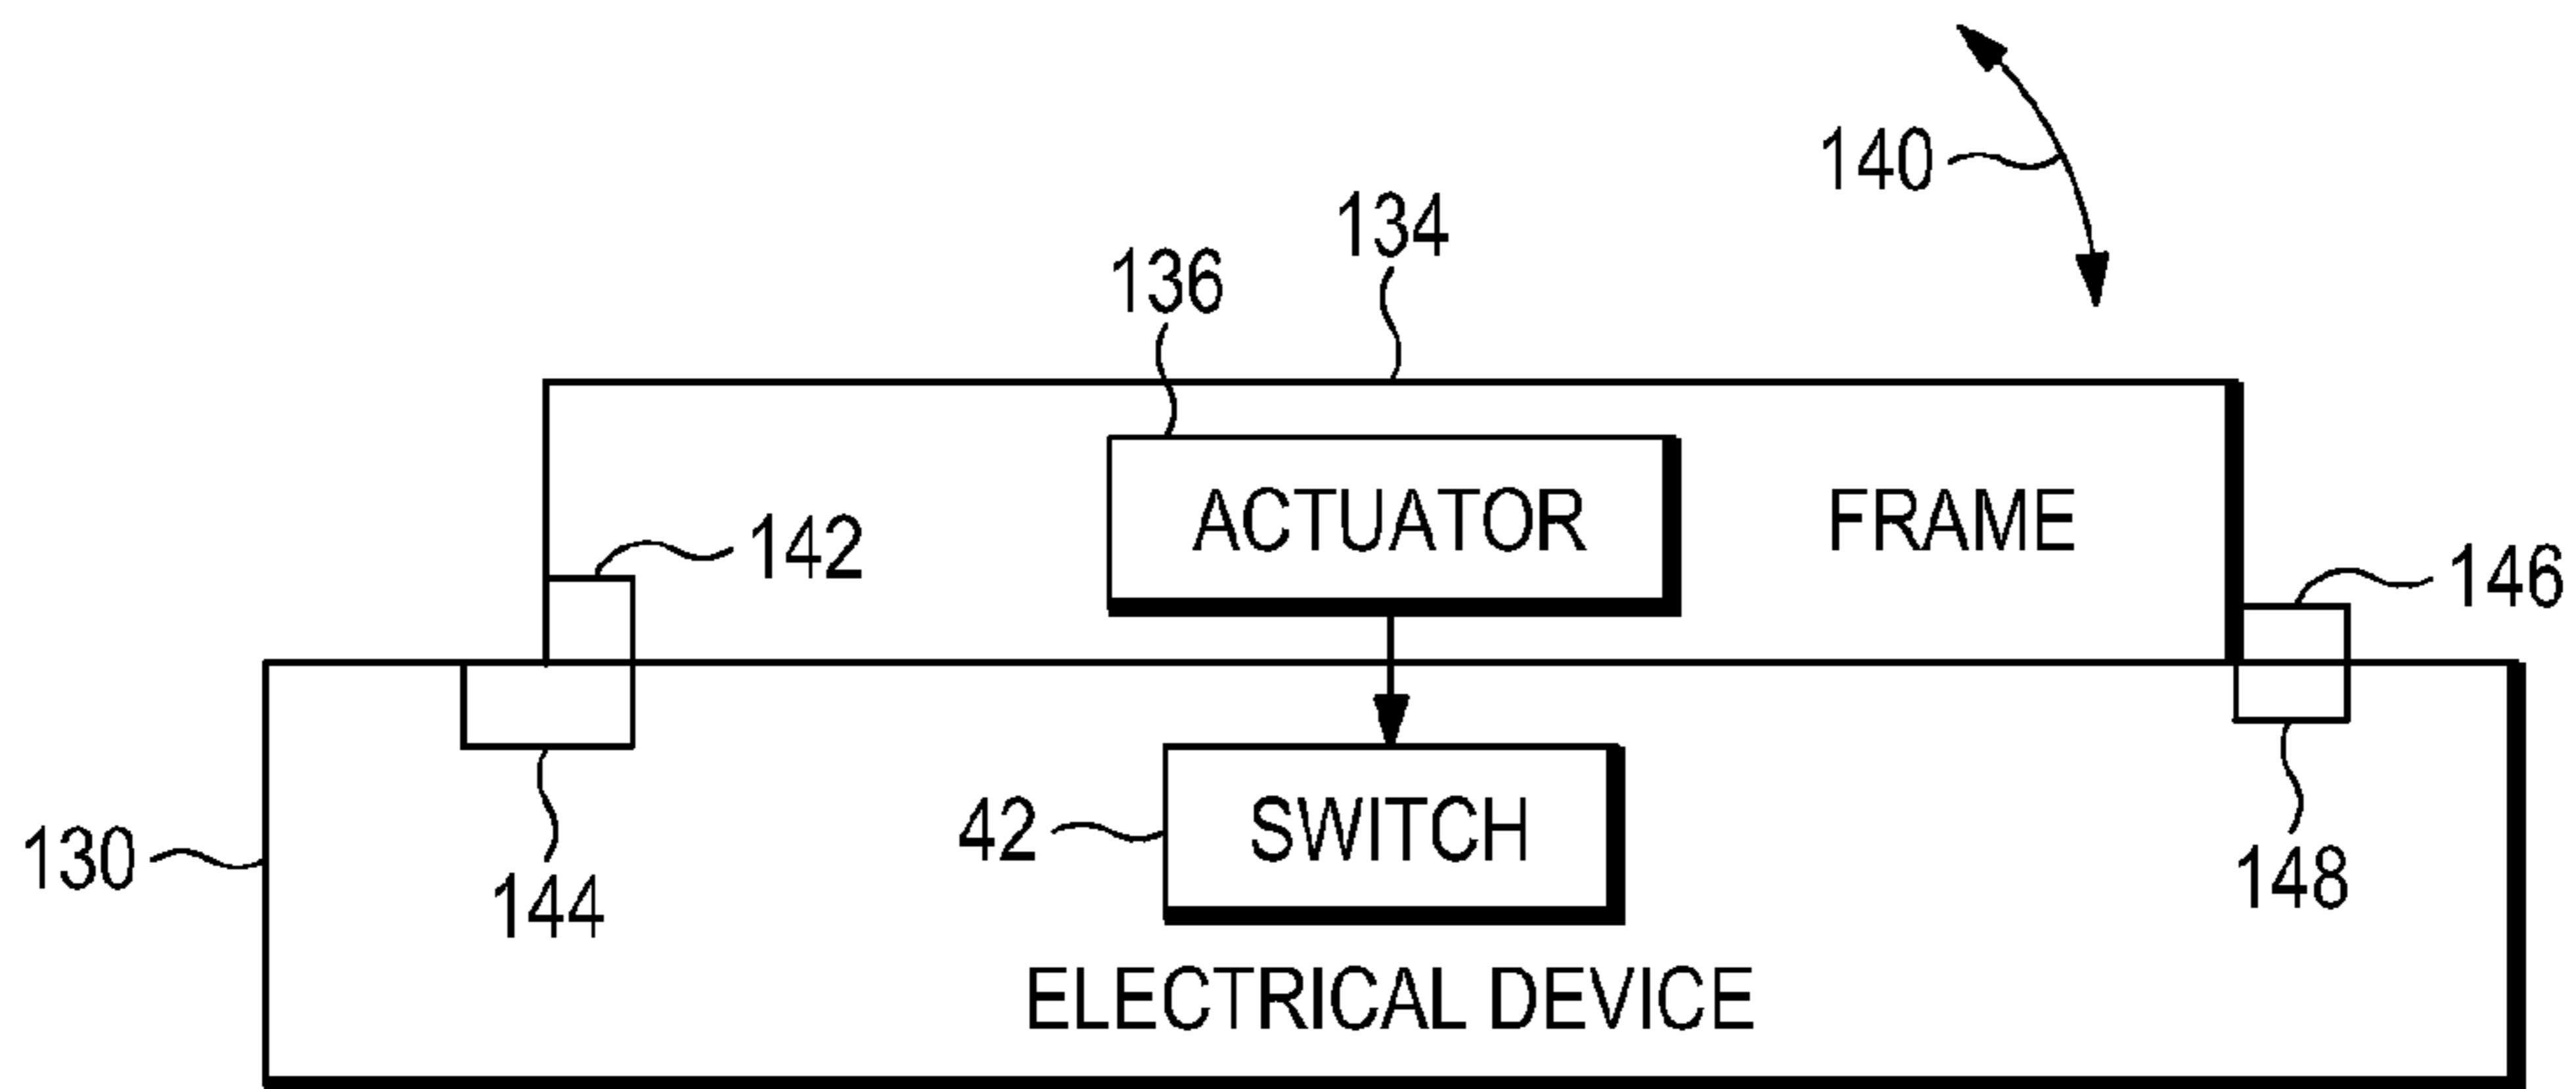 140
134
136
ACTUATOR
FRAME
142
146
42
SWITCH
130
144
148
ELECTRICAL DEVICE